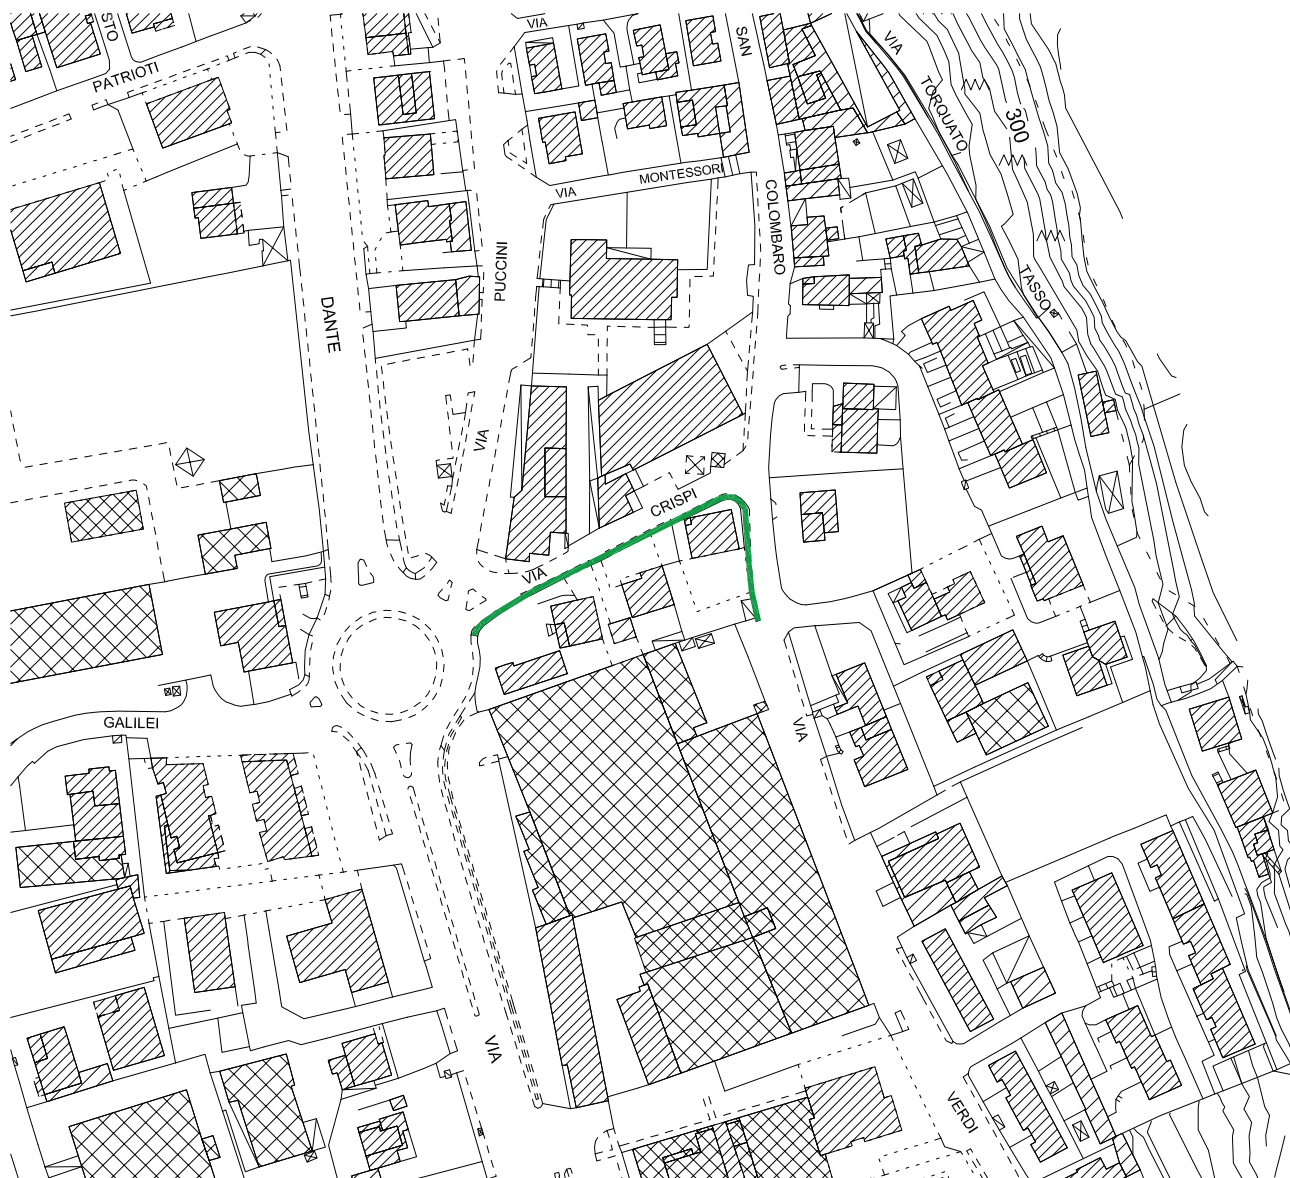 STO
PATRIOTI
VIA
SAN
VIA
TORQUATO
300
VIA
MONTESSORI
COLOMBARO
PUCCINI
TASSO
DANTE
VIA
CRISPI
VIA
GALILEI
VIA
VIA
VERDI